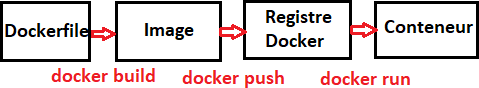 Dockerfile
Image
Registre
Docker
Conteneur
docker build
docker push
docker run